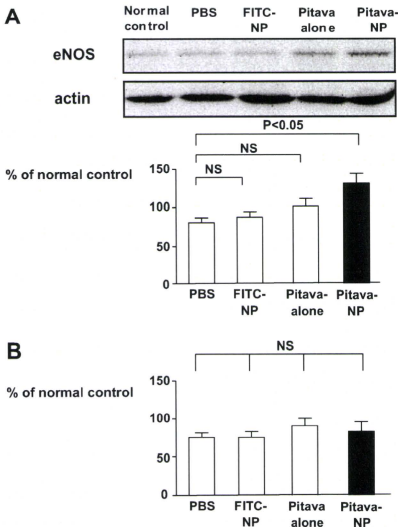 A
Normal control PBS FITC-NP Pitava alone Pitava-NP
eNOS
actin
P<0.05
NS
NS
% of normal control
150
100
50
0
PBS FITC-NP Pitava-alone Pitava-NP
B
NS
% of normal control
150
100
50
0
PBS FITC-NP Pitava alone Pitava-NP